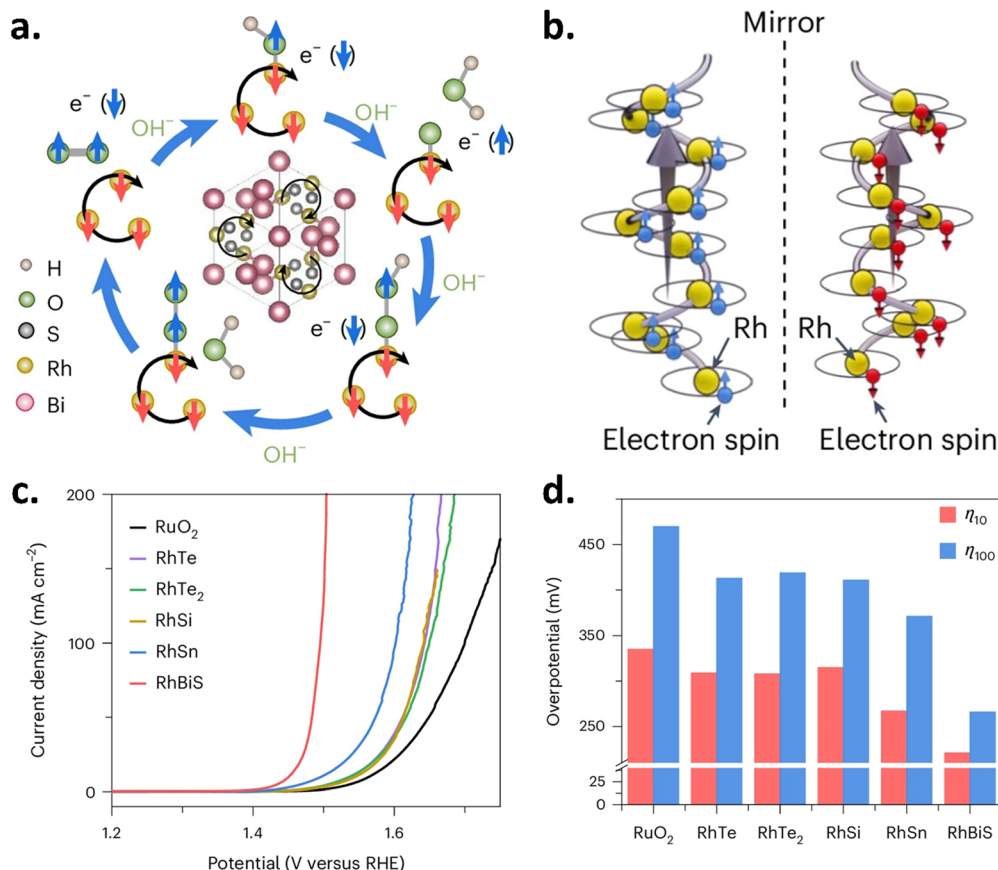 a.
e⁻ (↓)
e⁻ (↓)
OH⁻
OH⁻
e⁻ (↑)
OH⁻
e⁻ (↓)
OH⁻
H
O
S
Rh
Bi
b.
Mirror
Rh
Rh
Electron spin
Electron spin
c.
200
100
0
Current density (mA cm⁻²)
RuO₂
RhTe
RhTe₂
RhSi
RhSn
RhBiS
1.2
1.4
1.6
Potential (V versus RHE)
d.
η₁₀
η₁₀₀
450
350
250
25
0
Overpotential (mV)
RuO₂
RhTe
RhTe₂
RhSi
RhSn
RhBiS